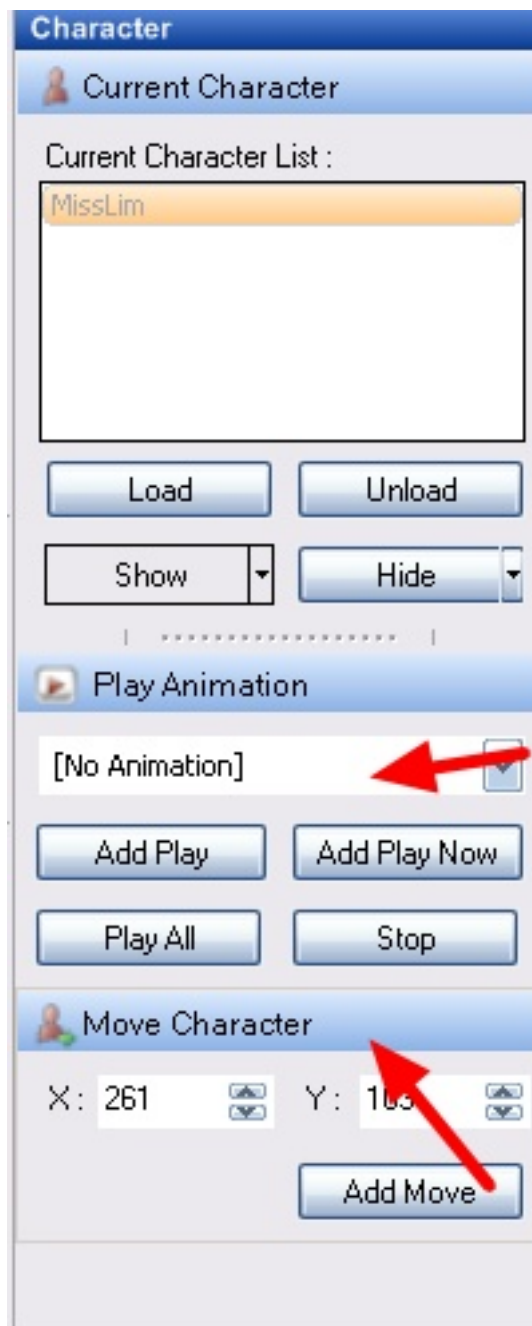 Character
Current Character
Current Character List :
MissLim
Load Unload
Show Hide
Play Animation
[No Animation]
Add Play Add Play Now
Play All Stop
Move Character
X : 261 Y :
Add Move